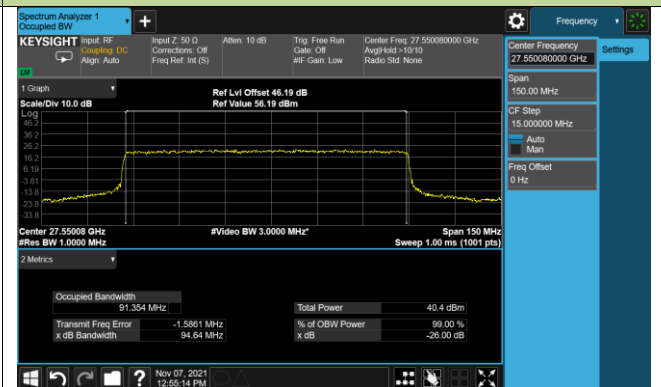 Spectrum Analyzer 1
Occupied BW
Frequency
KEYSIGHT Input: RF
Coupling: DC
Align: Auto
Input Z: 50 Ω
Corrections: Off
Freq Ref: Int (S)
Atten: 10 dB
Trig: Free Run
Gate: Off
#IF Gain: Low
Center Freq: 27.550080000 GHz
Avg|Hold:>10/10
Radio Std: None
Center Frequency
27.550080000 GHz
Settings
Span
150.00 MHz
CF Step
15.000000 MHz
Auto
Man
Freq Offset
0 Hz
1 Graph
Scale/Div 10.0 dB
Ref Lvl Offset 46.19 dB
Ref Value 56.19 dBm
Log
46.2
36.2
26.2
16.2
6.19
-3.81
-13.8
-23.8
-33.8
Center 27.55008 GHz
#Res BW 1.0000 MHz
#Video BW 3.0000 MHz*
Span 150 MHz
Sweep 1.00 ms (1001 pts)
2 Metrics
Occupied Bandwidth
91.354 MHz
Total Power 40.4 dBm
Transmit Freq Error -1.5861 MHz
% of OBW Power 99.00 %
x dB Bandwidth 94.64 MHz
x dB -26.00 dB
Nov 07, 2021
12:55:14 PM